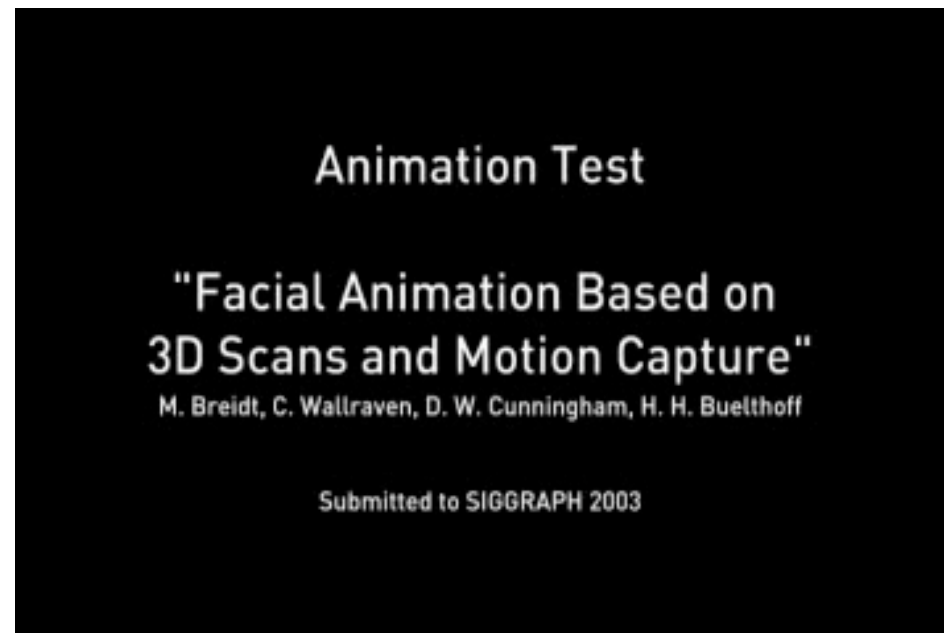 Animation Test
"Facial Animation Based on
3D Scans and Motion Capture"
M. Breidt, C. Wallraven, D. W. Cunningham, H. H. Buelthoff
Submitted to SIGGRAPH 2003